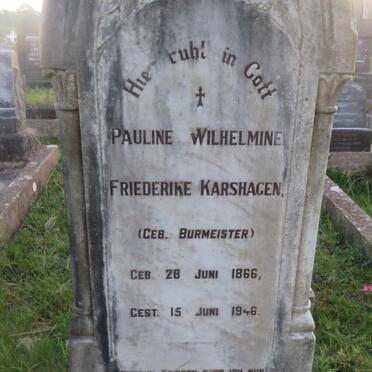 Hier ruht in Gott
PAULINE WILHELMINE
FRIEDERIKE KARSHAGEN,
(GEB. BURMEISTER)
GEB. 28 JUNI 1866,
GEST. 15 JUNI 1946.